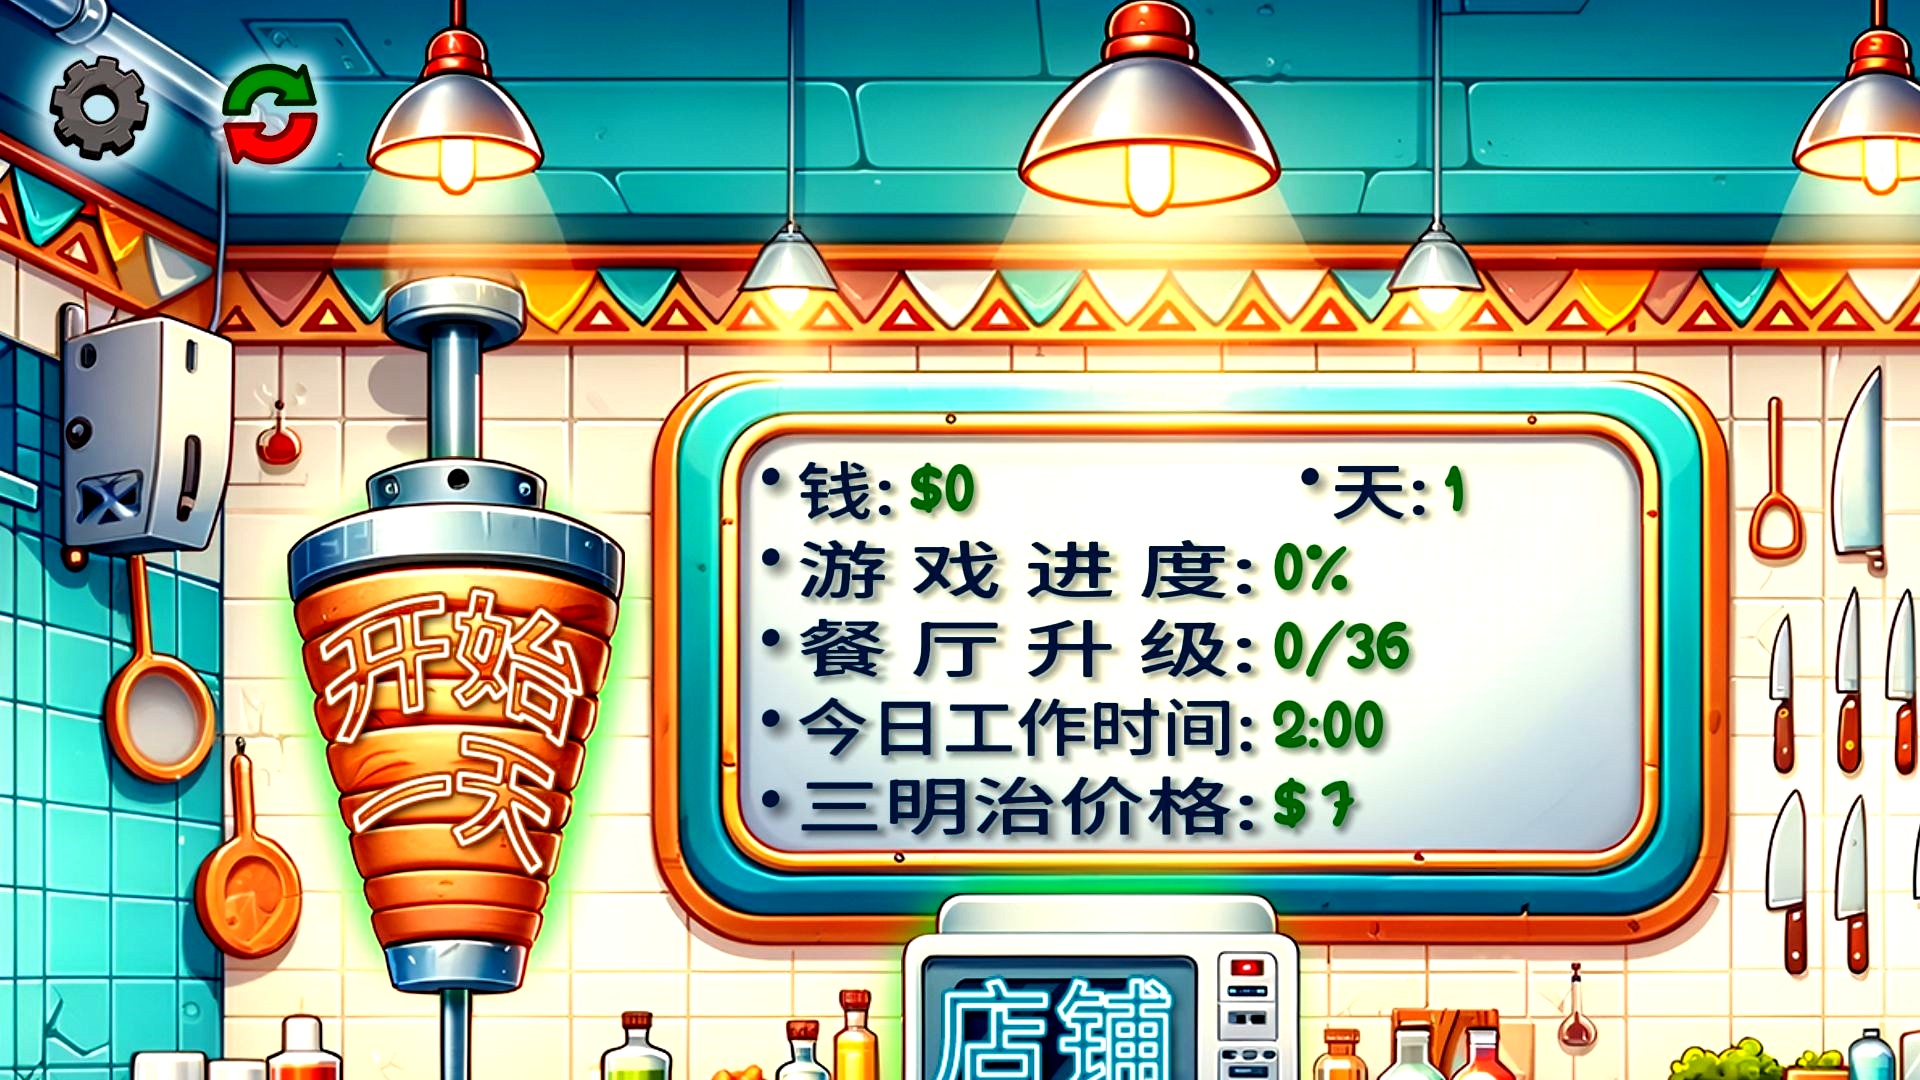 • 钱: $0 • 天: 1
• 游戏进度: 0%
• 餐厅升级: 0/36
• 今日工作时间: 2:00
• 三明治价格: $7
开始
一天
店铺